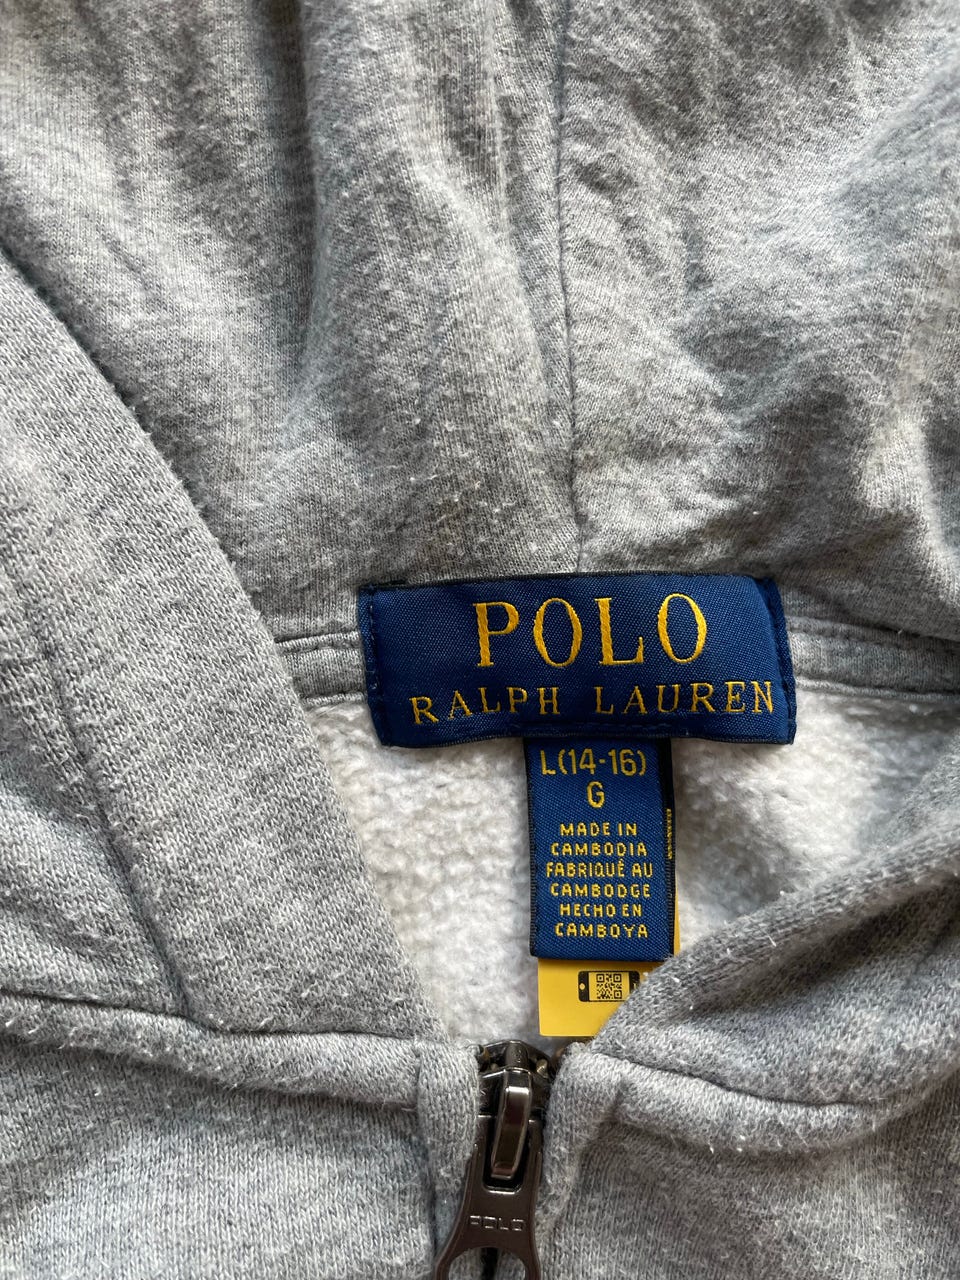 POLO
RALPH LAUREN
L(14-16)
G
MADE IN
CAMBODIA
FABRIQUÉ AU
CAMBODGE
HECHO EN
CAMBOYA
POLO